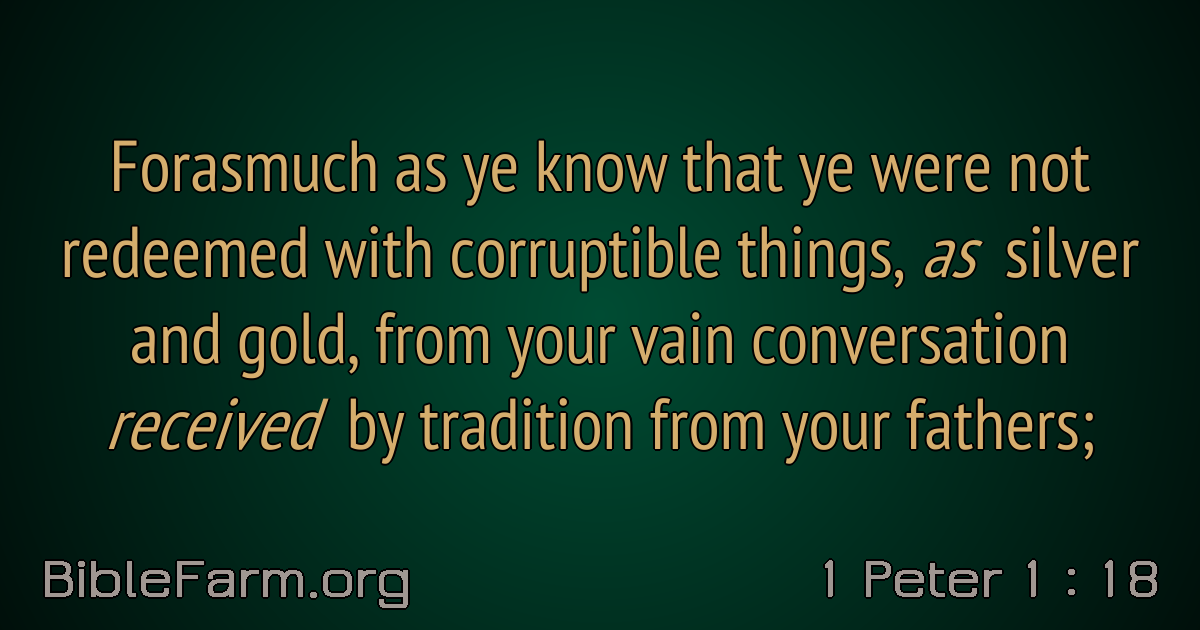 Forasmuch as ye know that ye were not
redeemed with corruptible things, as silver
and gold, from your vain conversation
received by tradition from your fathers;
BibleFarm.org
1 Peter 1 : 18